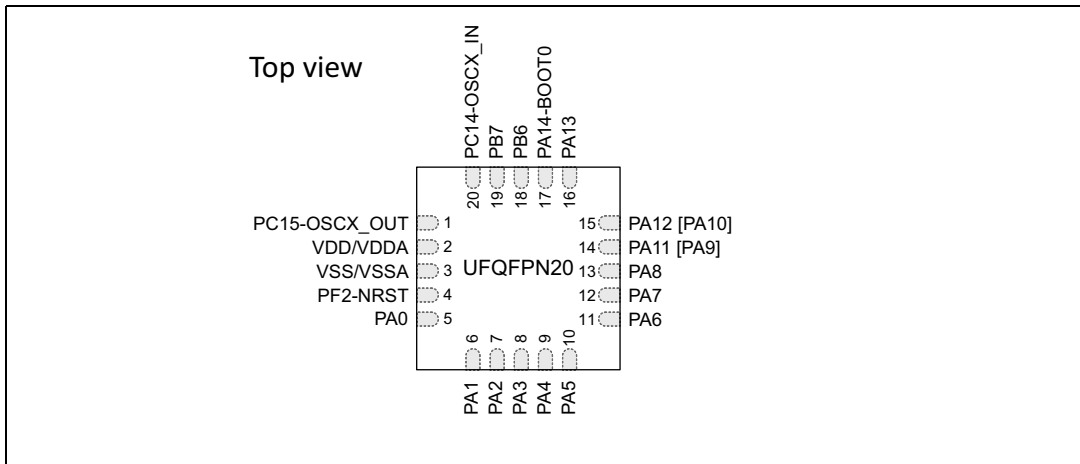 Top view
PC14-OSCX_IN
PB7
PB6
PA14-BOOT0
PA13
20
19
18
17
16
PC15-OSCX_OUT 1
VDD/VDDA 2
VSS/VSSA 3
PF2-NRST 4
PA0 5
UFQFPN20
15 PA12 [PA10]
14 PA11 [PA9]
13 PA8
12 PA7
11 PA6
6
7
8
9
10
PA1
PA2
PA3
PA4
PA5